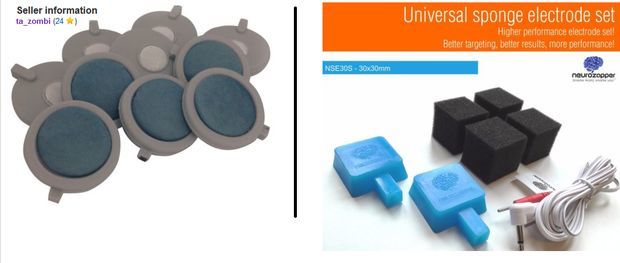 Seller information
ta_zombi (24 ⭐)
Universal sponge electrode set
Higher performance electrode set!
Better targeting, better results, more performance!
NSE30S - 30x30mm
neurozapper